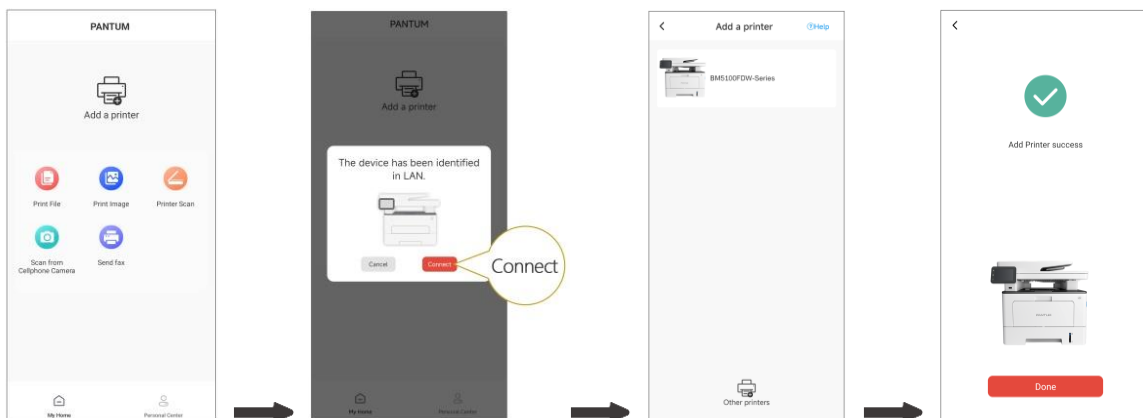 PANTUM
Add a printer
Print File
Print Image
Printer Scan
Scan from
Cellphone Camera
Send fax
My Home
Personal Center
PANTUM
Add a printer
The device has been identified
in LAN.
Cancel
Connect
Connect
My Home
Personal Center
Add a printer
?Help
BM5100FDW-Series
Other printers
Add Printer success
PANTUM
Done